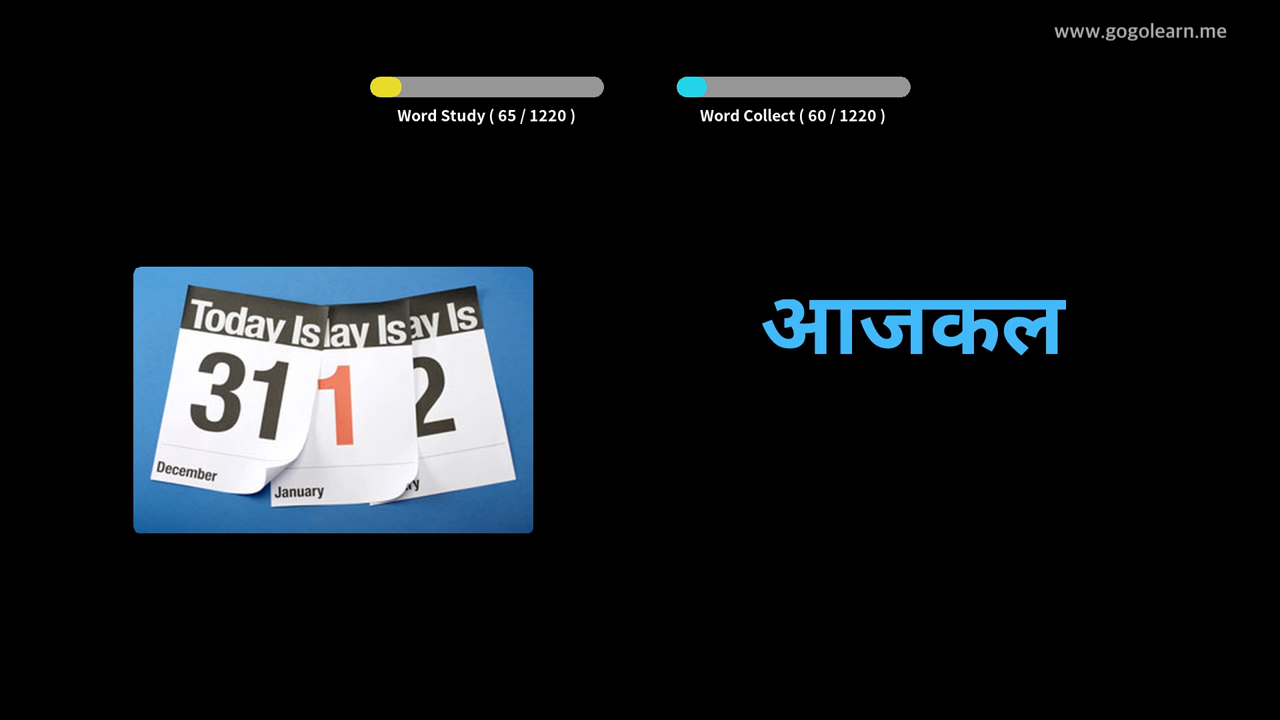 www.gogolearn.me
Word Study ( 65 / 1220 )
Word Collect ( 60 / 1220 )
Today Is
ay Is
ay Is
31
1
2
December
January
ry
आजकल